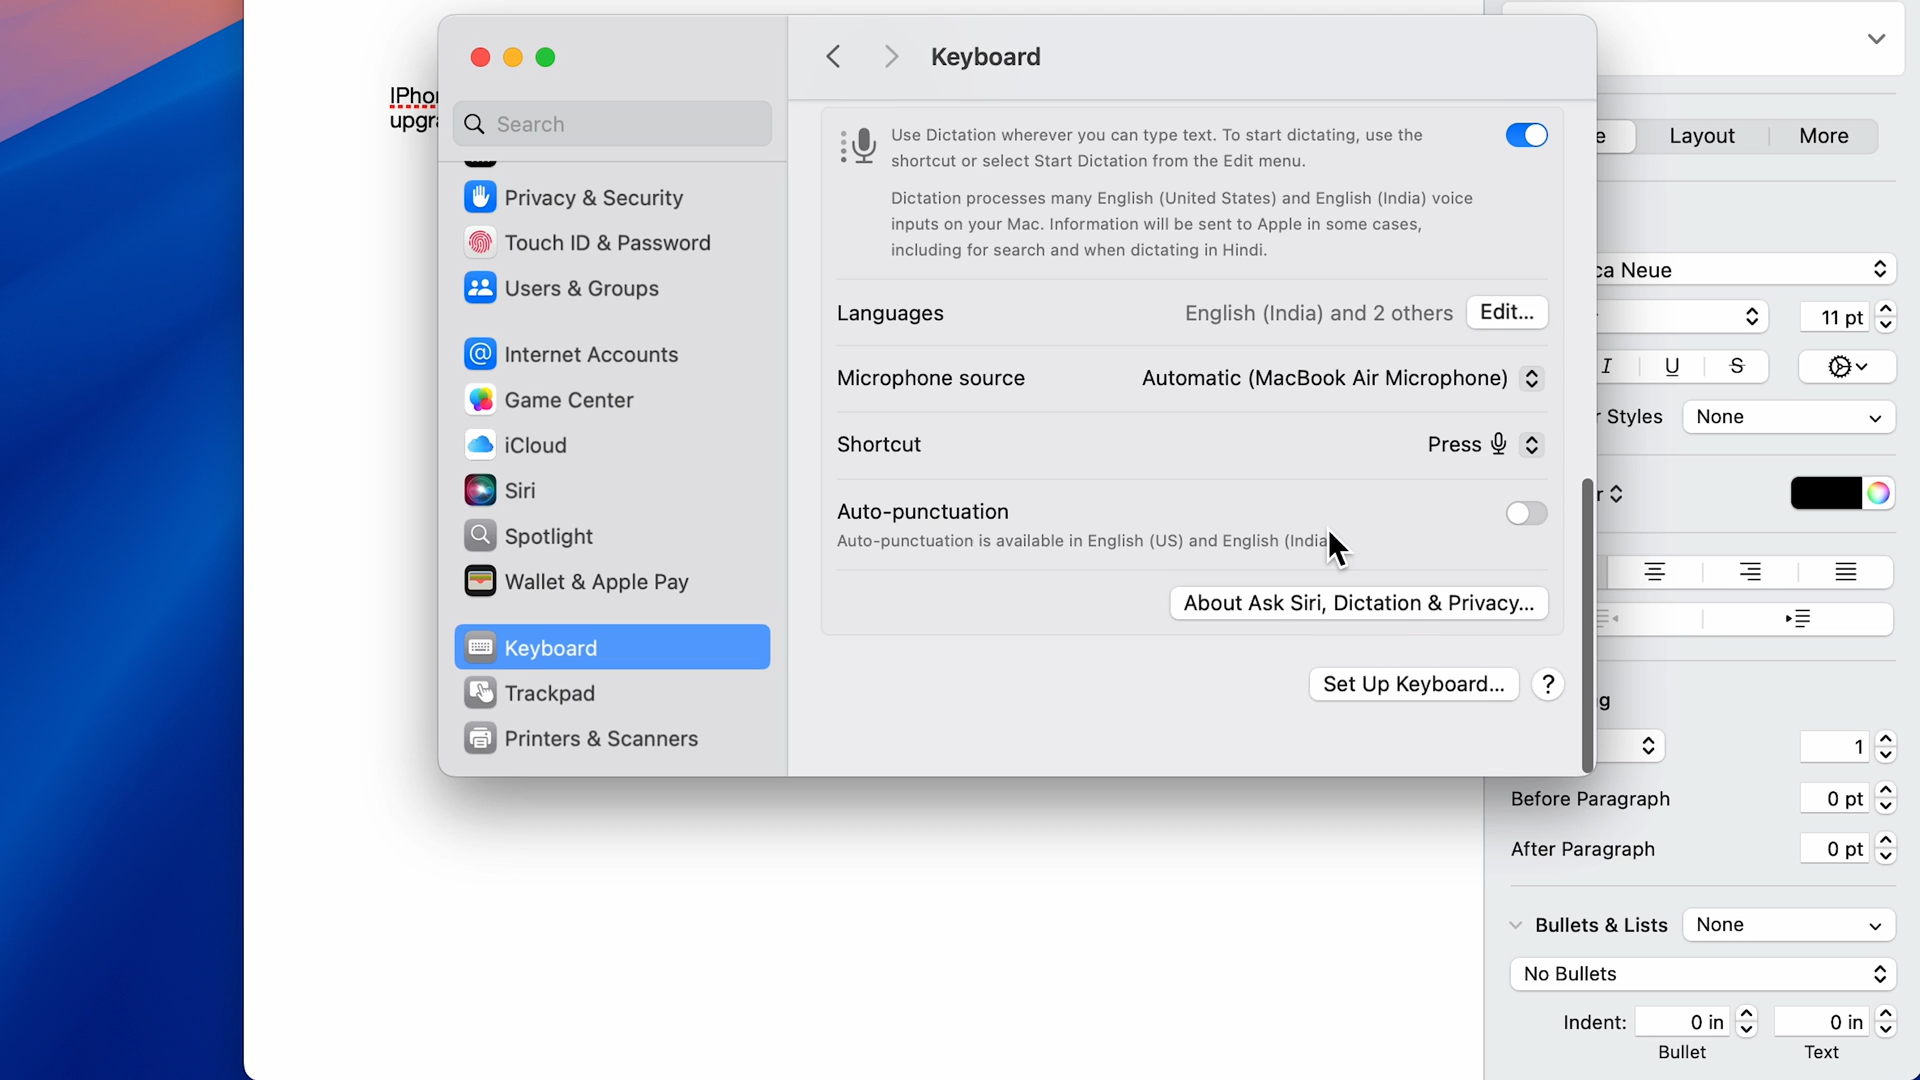 IPhon
upgra
Search
Privacy & Security
Touch ID & Password
Users & Groups
Internet Accounts
Game Center
iCloud
Siri
Spotlight
Wallet & Apple Pay
Keyboard
Trackpad
Printers & Scanners
Keyboard
Use Dictation wherever you can type text. To start dictating, use the
shortcut or select Start Dictation from the Edit menu.
Dictation processes many English (United States) and English (India) voice
inputs on your Mac. Information will be sent to Apple in some cases,
including for search and when dictating in Hindi.
Languages English (India) and 2 others Edit...
Microphone source Automatic (MacBook Air Microphone)
Shortcut Press
Auto-punctuation
Auto-punctuation is available in English (US) and English (India
About Ask Siri, Dictation & Privacy...
Set Up Keyboard... ?
e Layout More
ca Neue
11 pt
I U S
r Styles None
r
g
1
Before Paragraph 0 pt
After Paragraph 0 pt
Bullets & Lists None
No Bullets
Indent: 0 in 0 in
Bullet Text